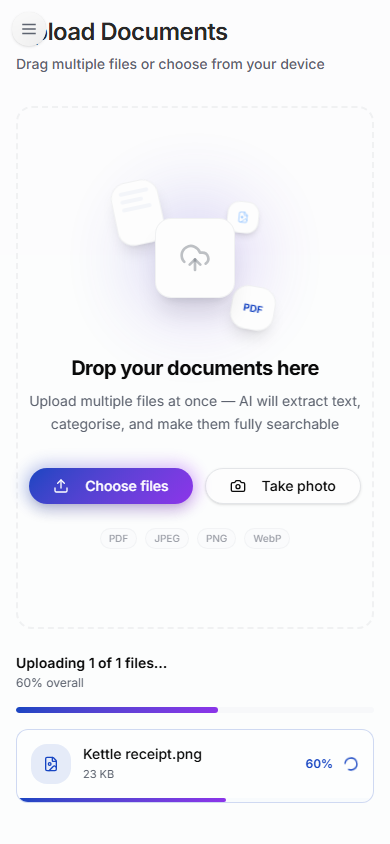 Upload Documents
Drag multiple files or choose from your device
PDF
Drop your documents here
Upload multiple files at once — AI will extract text,
categorise, and make them fully searchable
Choose files
Take photo
PDF
JPEG
PNG
WebP
Uploading 1 of 1 files...
60% overall
Kettle receipt.png
23 KB
60%